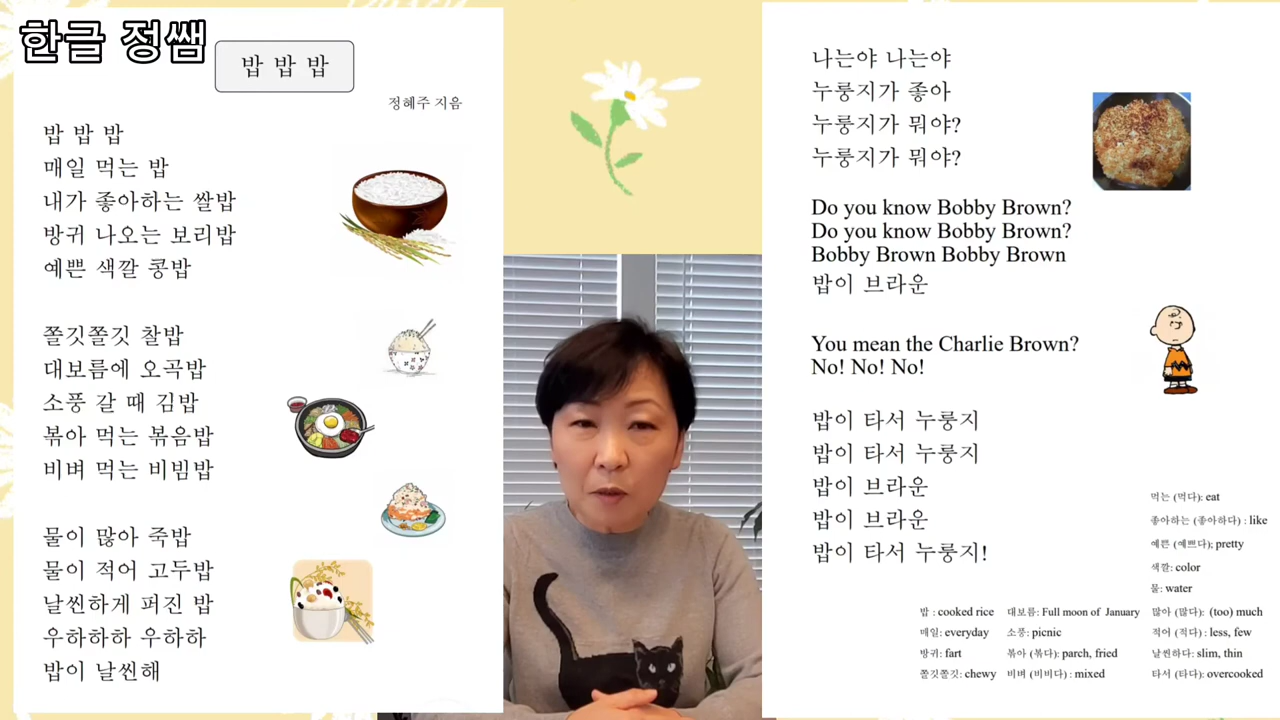 한글 정쌤
밥 밥 밥
정혜주 지음
밥 밥 밥
매일 먹는 밥
내가 좋아하는 쌀밥
방귀 나오는 보리밥
예쁜 색깔 콩밥
쫄깃쫄깃 찰밥
대보름에 오곡밥
소풍 갈 때 김밥
볶아 먹는 볶음밥
비벼 먹는 비빔밥
물이 많아 죽밥
물이 적어 고두밥
날씬하게 퍼진 밥
우하하하 우하하
밥이 날씬해
나는야 나는야
누룽지가 좋아
누룽지가 뭐야?
누룽지가 뭐야?
Do you know Bobby Brown?
Do you know Bobby Brown?
Bobby Brown Bobby Brown
밥이 브라운
You mean the Charlie Brown?
No! No! No!
밥이 타서 누룽지
밥이 타서 누룽지
밥이 브라운
밥이 브라운
밥이 타서 누룽지!
먹는 (먹다): eat
좋아하는 (좋아하다) : like
예쁜 (예쁘다); pretty
색깔: color
물: water
밥 : cooked rice 대보름: Full moon of January 많아 (많다): (too) much
매일: everyday 소풍: picnic 적어 (적다) : less, few
방귀: fart 볶아 (볶다): parch, fried 날씬하다: slim, thin
쫄깃쫄깃: chewy 비벼 (비비다) : mixed 타서 (타다): overcooked